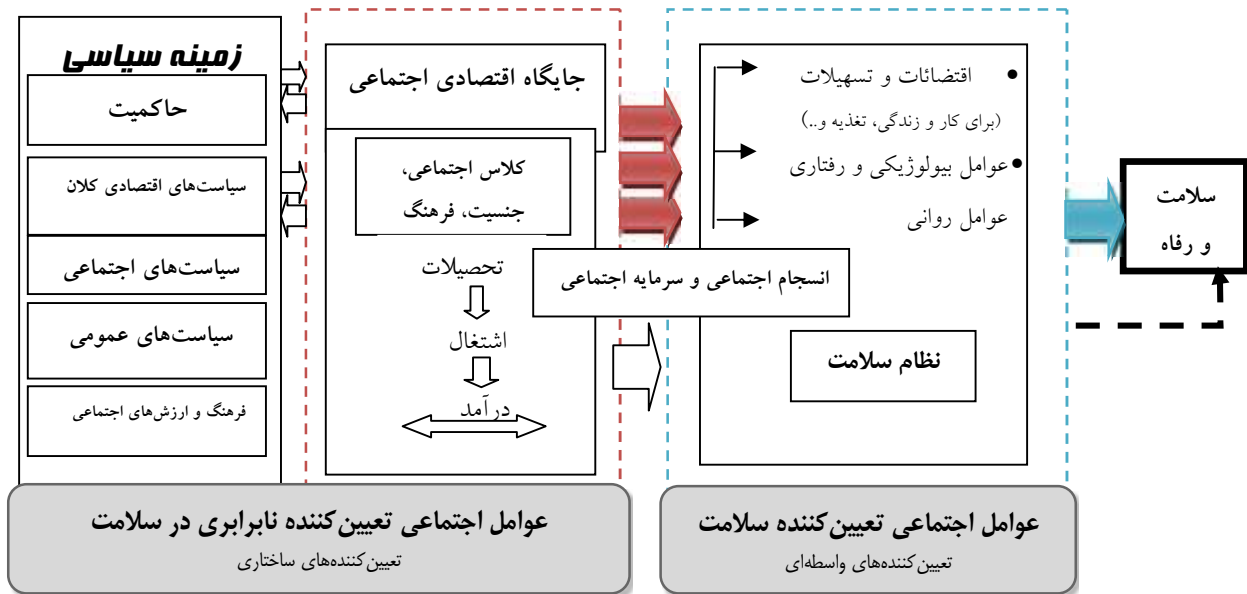 زمینه سیاسی
حاکمیت
سیاست‌های اقتصادی کلان
سیاست‌های اجتماعی
سیاست‌های عمومی
فرهنگ و ارزش‌های اجتماعی
جایگاه اقتصادی اجتماعی
کلاس اجتماعی،
جنسیت، فرهنگ
تحصیلات
اشتغال
درآمد
• اقتضائات و تسهیلات
(برای کار و زندگی، تغذیه و..)
• عوامل بیولوژیکی و رفتاری
عوامل روانی
انسجام اجتماعی و سرمایه اجتماعی
نظام سلامت
سلامت
و رفاه
عوامل اجتماعی تعیین‌کننده نابرابری در سلامت
تعیین‌کننده‌های ساختاری
عوامل اجتماعی تعیین‌کننده سلامت
تعیین‌کننده‌های واسطه‌ای